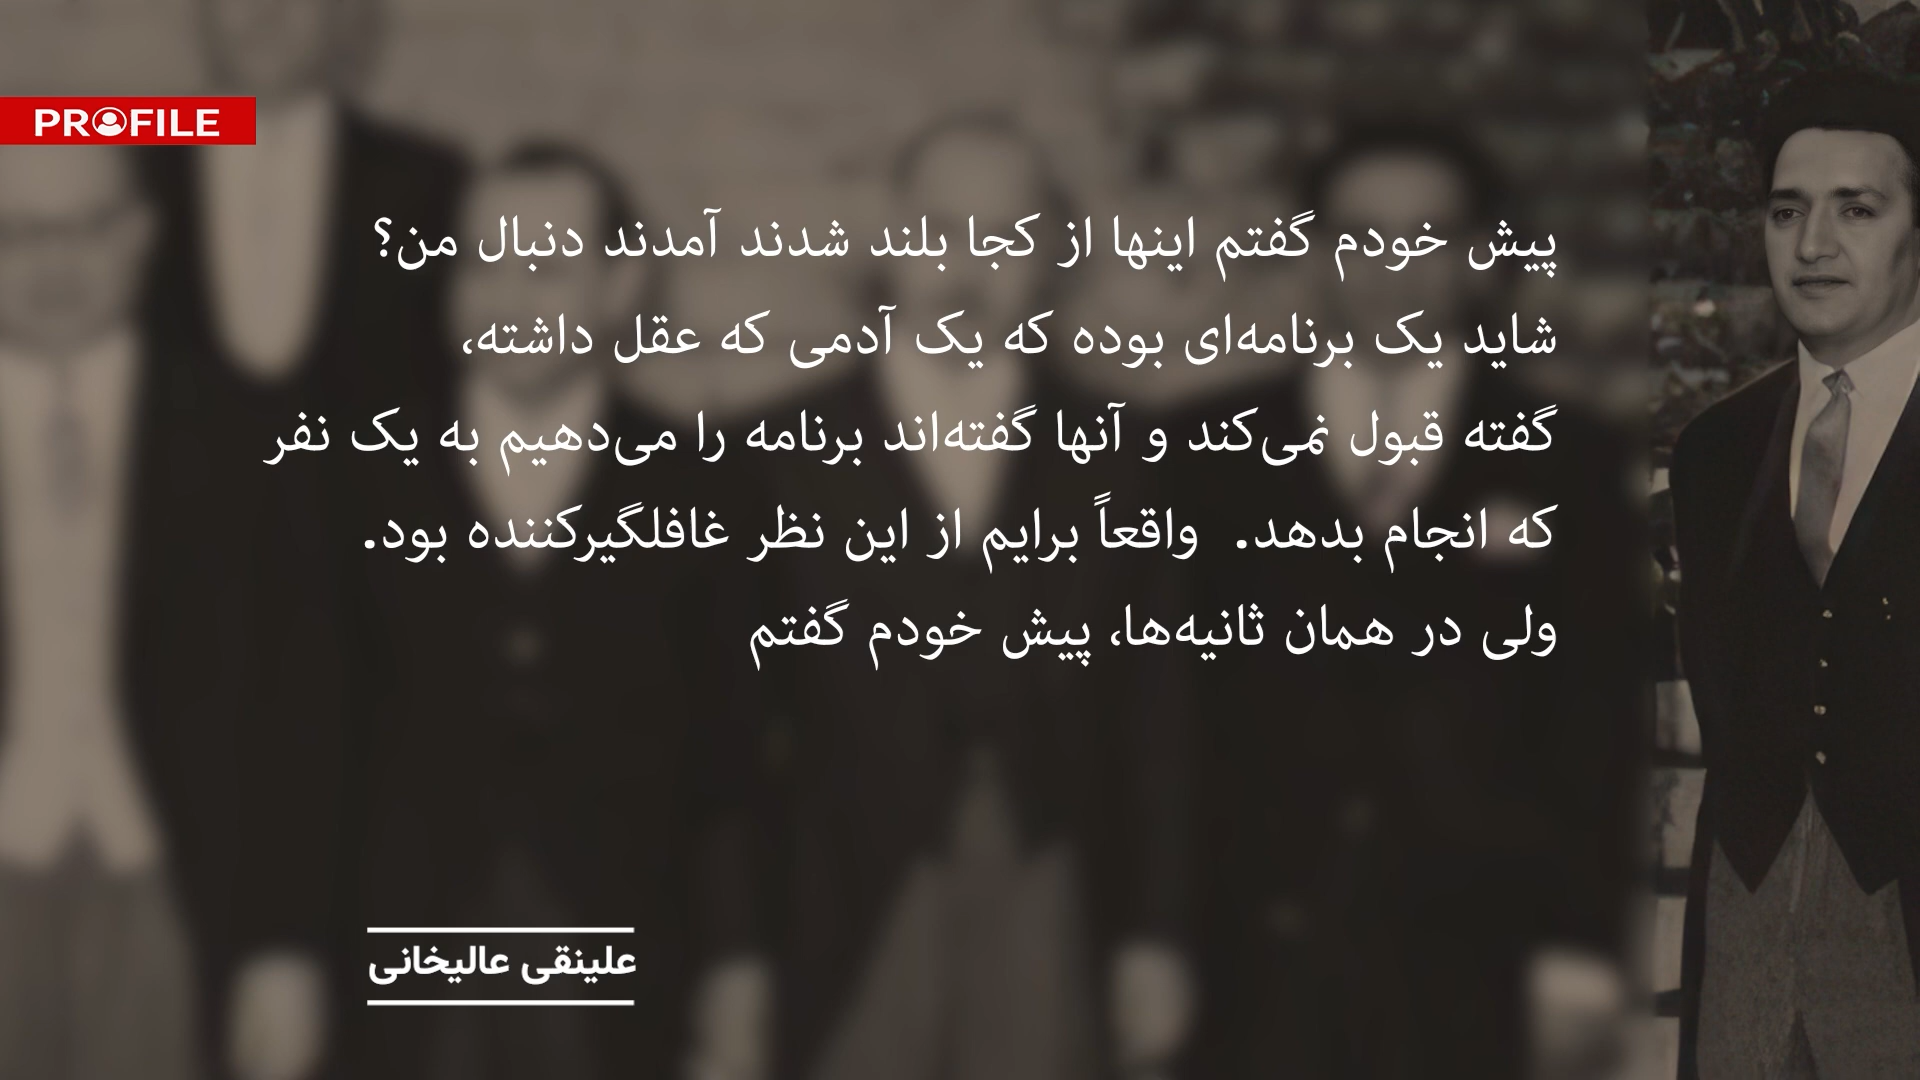 PROFILE
پیش خودم گفتم اینها از کجا بلند شدند آمدند دنبال من؟
شاید یک برنامه‌ای بوده که یک آدمی که عقل داشته،
گفته قبول نمی‌کند و آنها گفته‌اند برنامه را می‌دهیم به یک نفر
که انجام بدهد. واقعاً برایم از این نظر غافلگیرکننده بود.
ولی در همان ثانیه‌ها، پیش خودم گفتم
علینقی عالیخانی